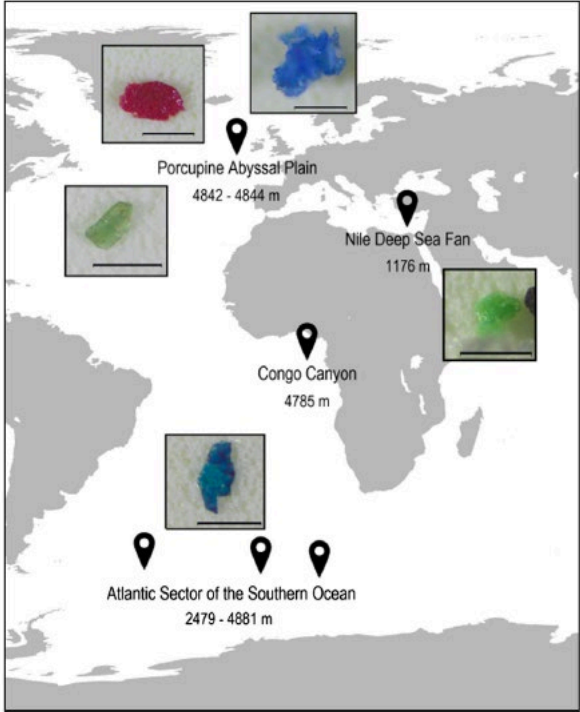 Porcupine Abyssal Plain
4842 - 4844 m
Nile Deep Sea Fan
1176 m
Congo Canyon
4785 m
Atlantic Sector of the Southern Ocean
2479 - 4881 m